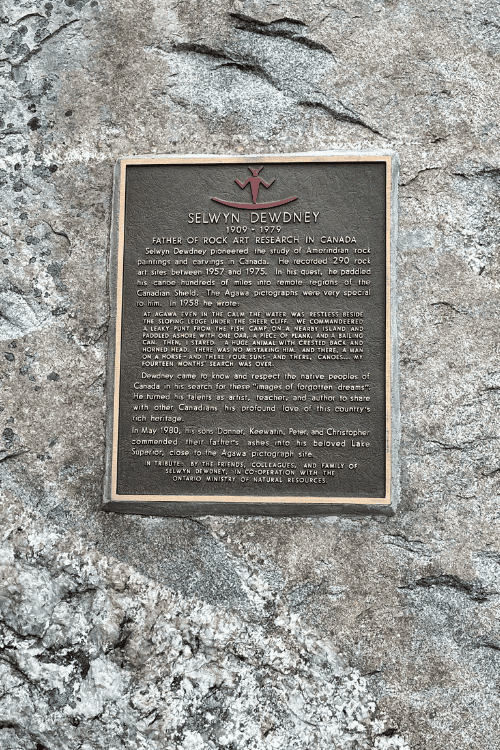 SELWYN DEWDNEY
1909 - 1979
FATHER OF ROCK ART RESEARCH IN CANADA
Selwyn Dewdney pioneered the study of Amerindian rock
paintings and carvings in Canada. He recorded 290 rock
art sites between 1957 and 1975. In his quest, he paddled
his canoe hundreds of miles into remote regions of the
Canadian Shield. The Agawa pictographs were very special
to him. In 1958 he wrote:
AT AGAWA EVEN IN THE CALM THE WATER WAS RESTLESS BESIDE
THE SLOPING LEDGE UNDER THE SHEER CLIFF. WE COMMANDEERED
A LEAKY PUNT FROM THE FISH CAMP ON A NEARBY ISLAND AND
PADDLED ASHORE WITH ONE OAR, A PIECE OF PLANK, AND A BAILING
CAN. THEN, I STARED. A HUGE ANIMAL WITH CRESTED BACK AND
HORNED HEAD. THERE WAS NO MISTAKING HIM. AND THERE, A MAN
ON A HORSE - AND THERE FOUR SUNS - AND THERE, CANOES... MY
FOURTEEN MONTHS' SEARCH WAS OVER.
Dewdney came to know and respect the native peoples of
Canada in his search for these "images of forgotten dreams".
He turned his talents as artist, teacher, and author to share
with other Canadians his profound love of this country's
rich heritage.
In May 1980, his sons Donner, Keewatin, Peter, and Christopher
commended their father's ashes into his beloved Lake
Superior, close to the Agawa pictograph site.
IN TRIBUTE: BY THE FRIENDS, COLLEAGUES, AND FAMILY OF
SELWYN DEWDNEY, IN CO-OPERATION WITH THE
ONTARIO MINISTRY OF NATURAL RESOURCES.